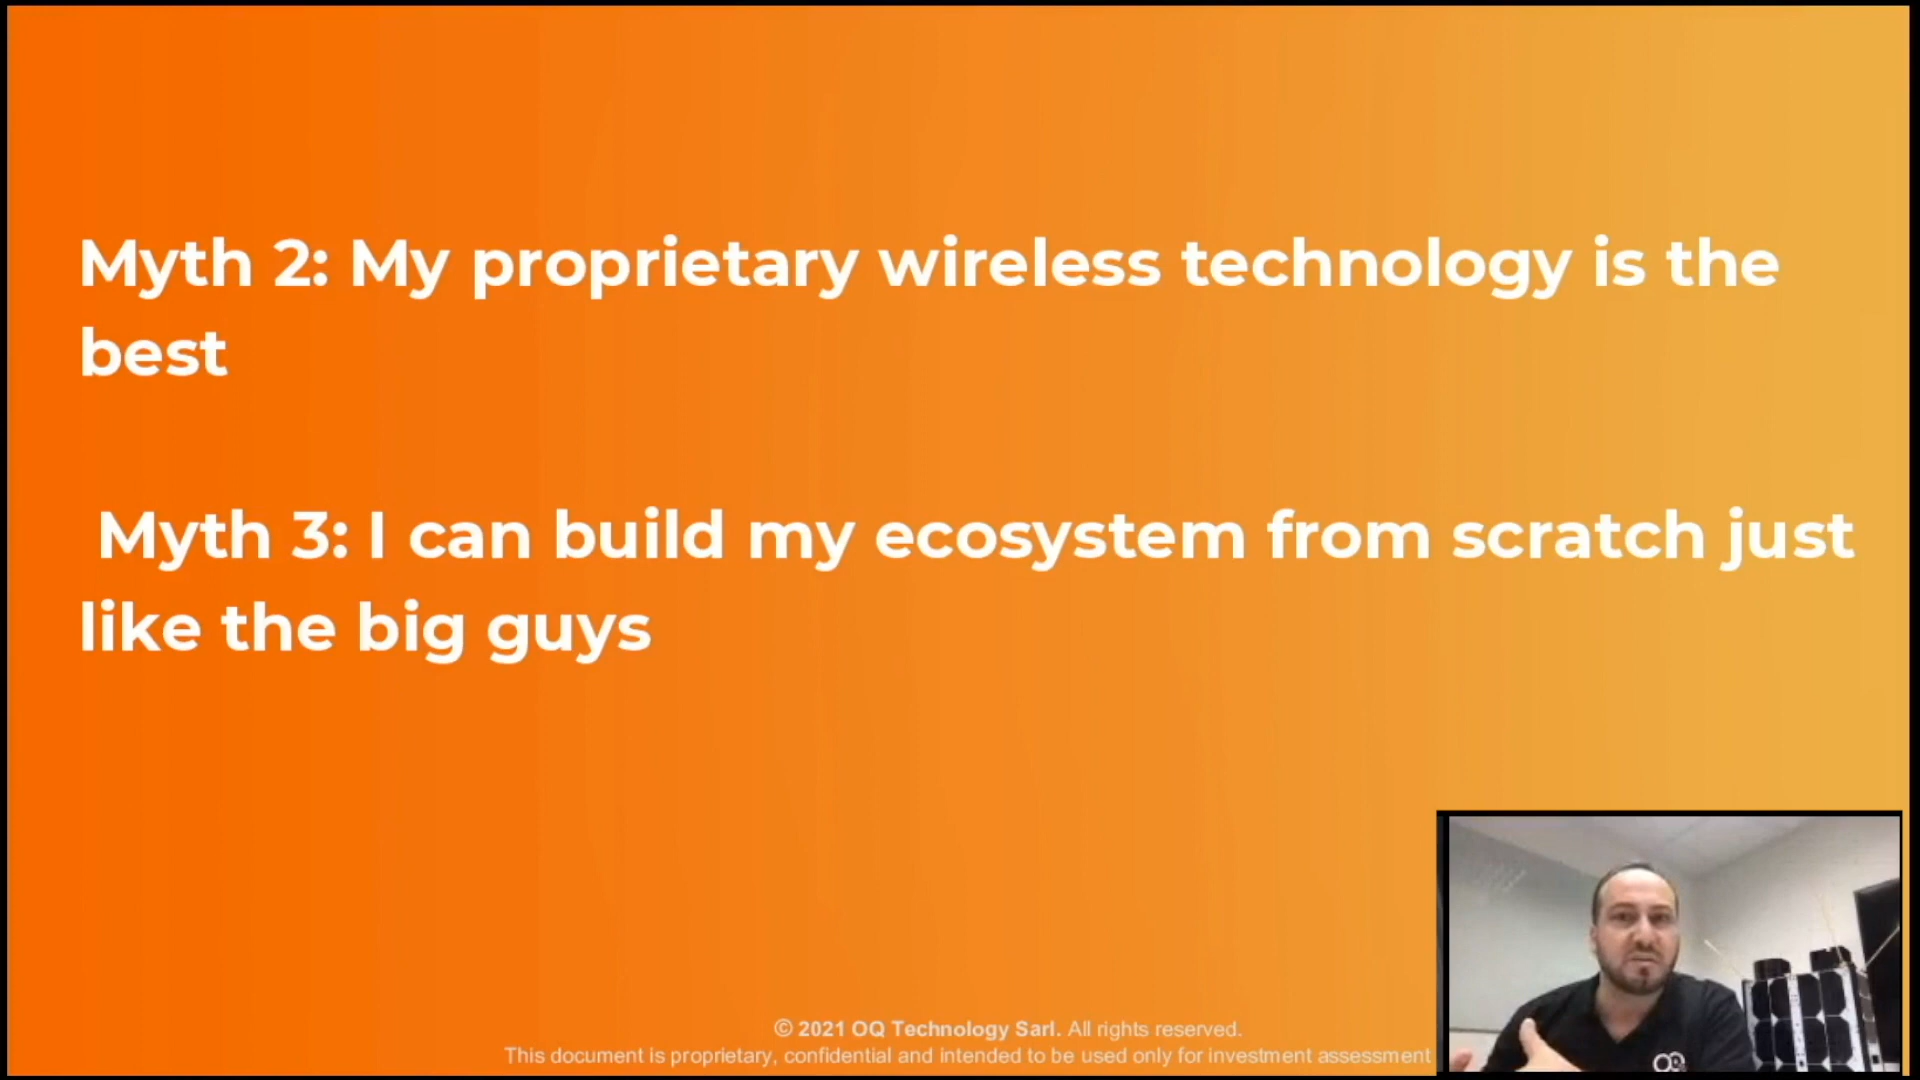 Myth 2: My proprietary wireless technology is the
best
Myth 3: I can build my ecosystem from scratch just
like the big guys
© 2021 OQ Technology Sarl. All rights reserved.
This document is proprietary, confidential and intended to be used only for investment assessment
OQ